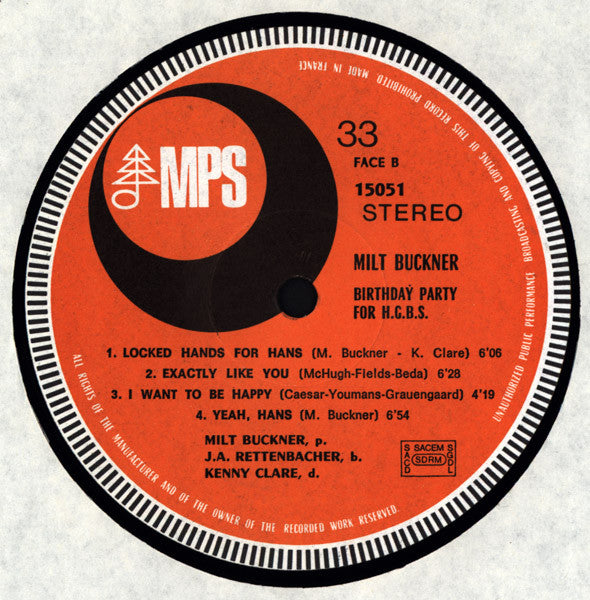 MPS
33
FACE B
15051
STEREO
MILT BUCKNER
BIRTHDAY PARTY
FOR H.G.B.S.
1. LOCKED HANDS FOR HANS (M. Buckner - K. Clare) 6'06
2. EXACTLY LIKE YOU (McHugh-Fields-Beda) 6'28
3. I WANT TO BE HAPPY (Caesar-Youmans-Grauengaard) 4'19
4. YEAH, HANS (M. Buckner) 6'54
MILT BUCKNER, p.
J.A. RETTENBACHER, b.
KENNY CLARE, d.
SACD SACEM SDRM SGDL
ALL RIGHTS OF THE MANUFACTURER AND OF THE OWNER OF THE RECORDED WORK RESERVED.
UNAUTHORIZED PUBLIC PERFORMANCE BROADCASTING AND COPYING OF THIS RECORD PROHIBITED MADE IN FRANCE